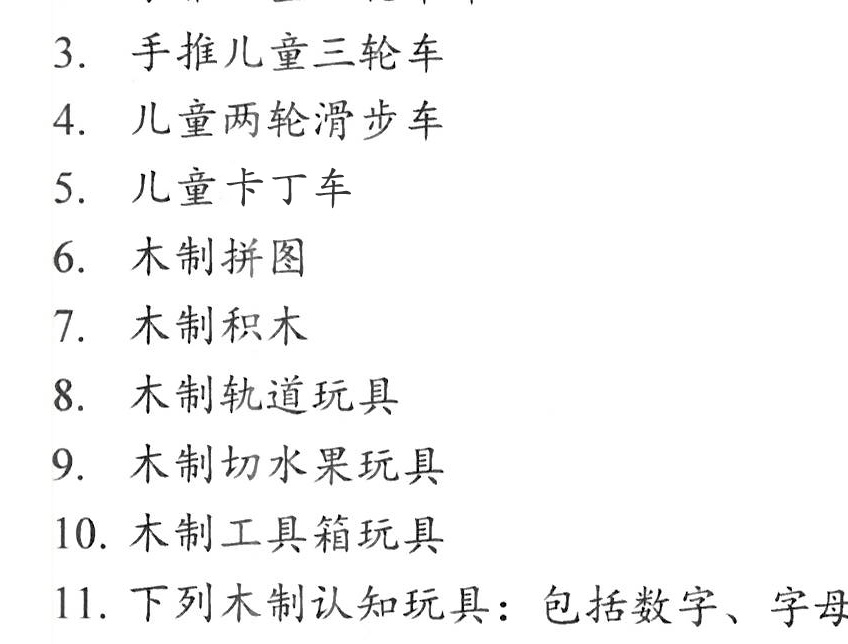 3. 手推儿童三轮车
4. 儿童两轮滑步车
5. 儿童卡丁车
6. 木制拼图
7. 木制积木
8. 木制轨道玩具
9. 木制切水果玩具
10. 木制工具箱玩具
11. 下列木制认知玩具：包括数字、字母